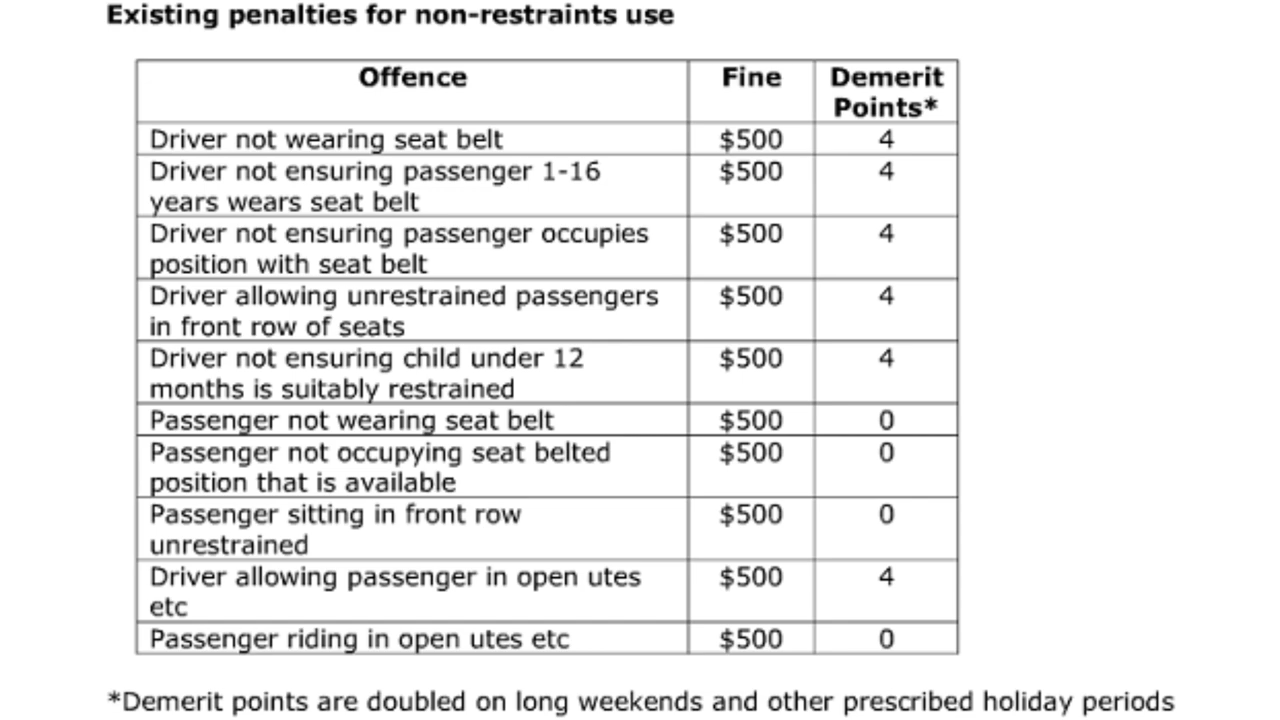 Existing penalties for non-restraints use
Offence Fine Demerit
Points*
Driver not wearing seat belt $500 4
Driver not ensuring passenger 1-16 $500 4
years wears seat belt
Driver not ensuring passenger occupies $500 4
position with seat belt
Driver allowing unrestrained passengers $500 4
in front row of seats
Driver not ensuring child under 12 $500 4
months is suitably restrained
Passenger not wearing seat belt $500 0
Passenger not occupying seat belted $500 0
position that is available
Passenger sitting in front row $500 0
unrestrained
Driver allowing passenger in open utes $500 4
etc
Passenger riding in open utes etc $500 0
*Demerit points are doubled on long weekends and other prescribed holiday periods